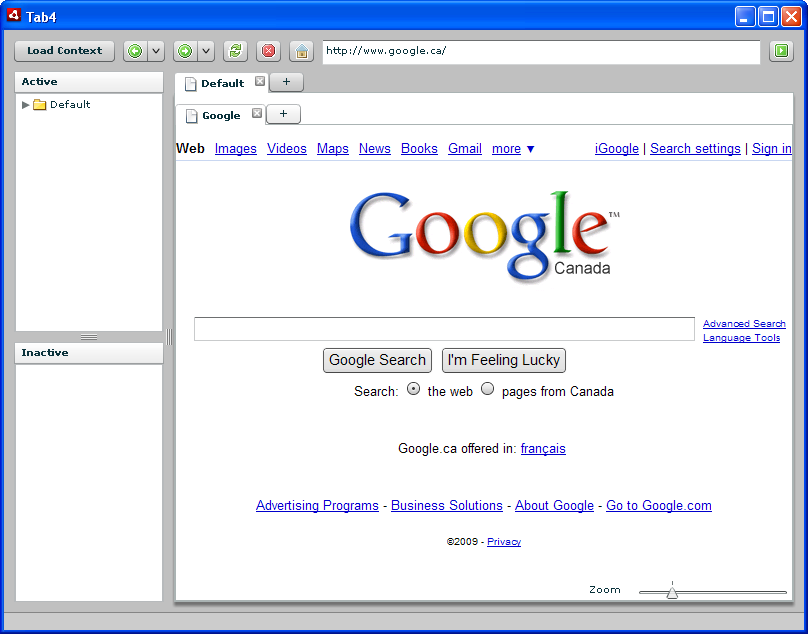 Tab4
Load Context
http://www.google.ca/
Active
Default
Inactive
Default +
Google +
Web Images Videos Maps News Books Gmail more ▼ iGoogle | Search settings | Sign in
Google™
Canada
Advanced Search
Language Tools
Google Search I'm Feeling Lucky
Search: the web pages from Canada
Google.ca offered in: français
Advertising Programs - Business Solutions - About Google - Go to Google.com
©2009 - Privacy
Zoom